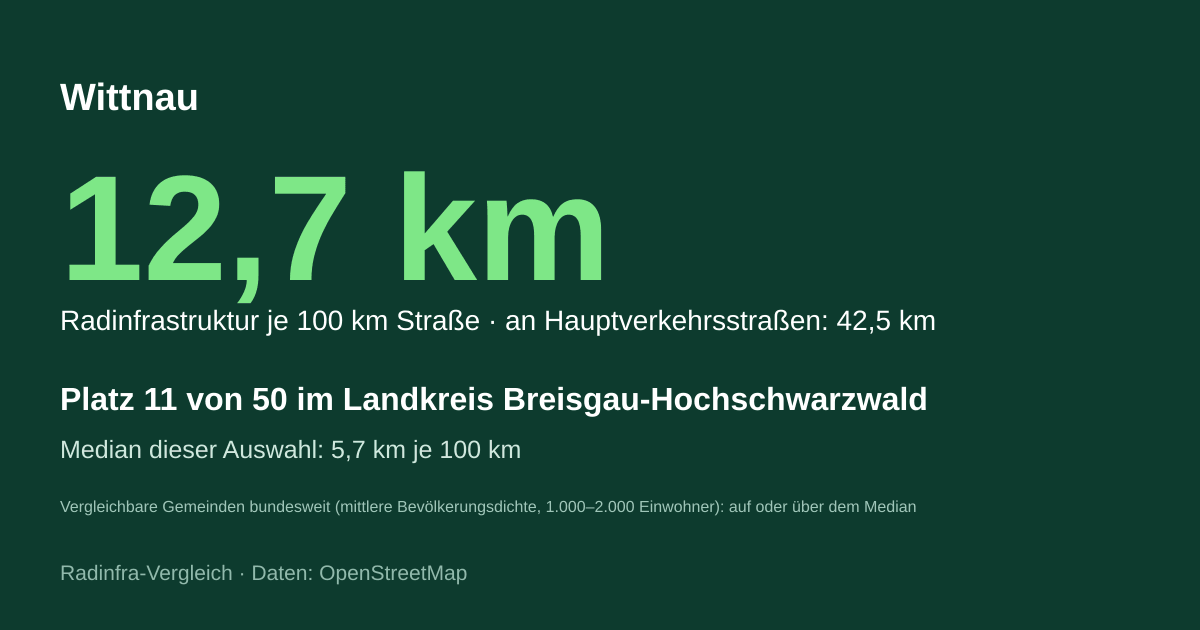 Wittnau
12,7 km
Radinfrastruktur je 100 km Straße · an Hauptverkehrsstraßen: 42,5 km
Platz 11 von 50 im Landkreis Breisgau-Hochschwarzwald
Median dieser Auswahl: 5,7 km je 100 km
Vergleichbare Gemeinden bundesweit (mittlere Bevölkerungsdichte, 1.000–2.000 Einwohner): auf oder über dem Median
Radinfra-Vergleich · Daten: OpenStreetMap